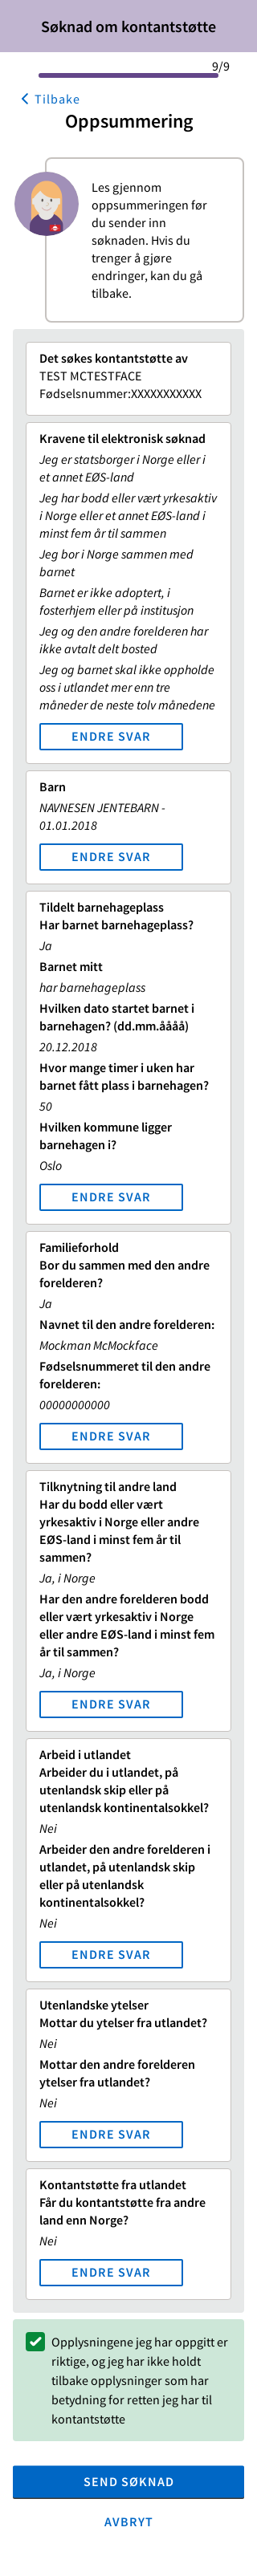 Søknad om kontantstøtte
9/9
Tilbake
Oppsummering
Les gjennom
oppsummeringen før
du sender inn
søknaden. Hvis du
trenger å gjøre
endringer, kan du gå
tilbake.
Det søkes kontantstøtte av
TEST MCTESTFACE
Fødselsnummer:XXXXXXXXXXX
Kravene til elektronisk søknad
Jeg er statsborger i Norge eller i
et annet EØS-land
Jeg har bodd eller vært yrkesaktiv
i Norge eller et annet EØS-land i
minst fem år til sammen
Jeg bor i Norge sammen med
barnet
Barnet er ikke adoptert, i
fosterhjem eller på institusjon
Jeg og den andre forelderen har
ikke avtalt delt bosted
Jeg og barnet skal ikke oppholde
oss i utlandet mer enn tre
måneder de neste tolv månedene
ENDRE SVAR
Barn
NAVNESEN JENTEBARN -
01.01.2018
ENDRE SVAR
Tildelt barnehageplass
Har barnet barnehageplass?
Ja
Barnet mitt
har barnehageplass
Hvilken dato startet barnet i
barnehagen? (dd.mm.åååå)
20.12.2018
Hvor mange timer i uken har
barnet fått plass i barnehagen?
50
Hvilken kommune ligger
barnehagen i?
Oslo
ENDRE SVAR
Familieforhold
Bor du sammen med den andre
forelderen?
Ja
Navnet til den andre forelderen:
Mockman McMockface
Fødselsnummeret til den andre
forelderen:
00000000000
ENDRE SVAR
Tilknytning til andre land
Har du bodd eller vært
yrkesaktiv i Norge eller andre
EØS-land i minst fem år til
sammen?
Ja, i Norge
Har den andre forelderen bodd
eller vært yrkesaktiv i Norge
eller andre EØS-land i minst fem
år til sammen?
Ja, i Norge
ENDRE SVAR
Arbeid i utlandet
Arbeider du i utlandet, på
utenlandsk skip eller på
utenlandsk kontinentalsokkel?
Nei
Arbeider den andre forelderen i
utlandet, på utenlandsk skip
eller på utenlandsk
kontinentalsokkel?
Nei
ENDRE SVAR
Utenlandske ytelser
Mottar du ytelser fra utlandet?
Nei
Mottar den andre forelderen
ytelser fra utlandet?
Nei
ENDRE SVAR
Kontantstøtte fra utlandet
Får du kontantstøtte fra andre
land enn Norge?
Nei
ENDRE SVAR
Opplysningene jeg har oppgitt er
riktige, og jeg har ikke holdt
tilbake opplysninger som har
betydning for retten jeg har til
kontantstøtte
SEND SØKNAD
AVBRYT